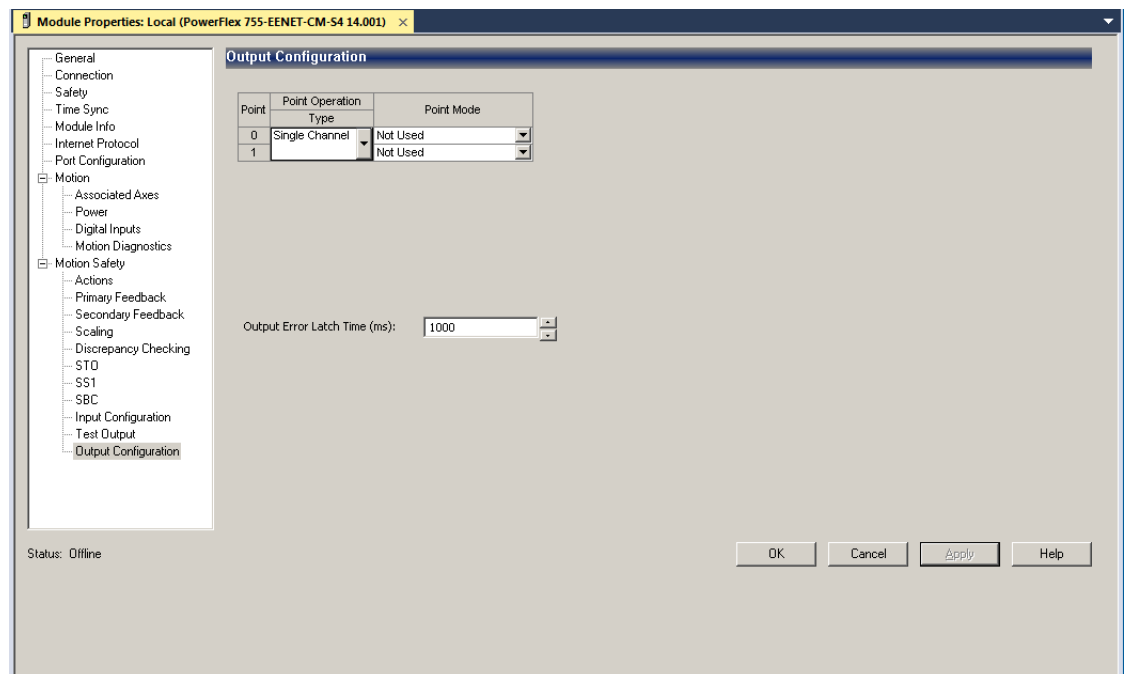 Module Properties: Local (PowerFlex 755-EENET-CM-S4 14.001) ×
General
Connection
Safety
Time Sync
Module Info
Internet Protocol
Port Configuration
Motion
Associated Axes
Power
Digital Inputs
Motion Diagnostics
Motion Safety
Actions
Primary Feedback
Secondary Feedback
Scaling
Discrepancy Checking
STO
SS1
SBC
Input Configuration
Test Output
Output Configuration
Output Configuration
Point
Point Operation
Type
Point Mode
0 Single Channel Not Used
1 Not Used
Output Error Latch Time (ms): 1000
Status: Offline
OK Cancel Apply Help